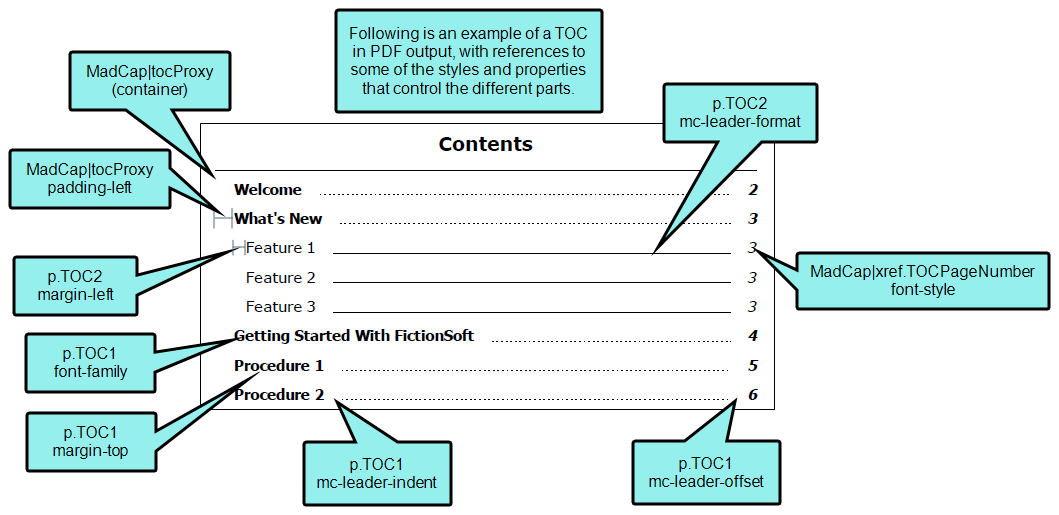 Following is an example of a TOC
in PDF output, with references to
some of the styles and properties
that control the different parts.
MadCap|tocProxy
(container)
p.TOC2
mc-leader-format
Contents
MadCap|tocProxy
padding-left
Welcome 2
What's New 3
Feature 1 3
Feature 2 3
Feature 3 3
Getting Started With FictionSoft 4
Procedure 1 5
Procedure 2 6
p.TOC2
margin-left
MadCap|xref.TOCPageNumber
font-style
p.TOC1
font-family
p.TOC1
margin-top
p.TOC1
mc-leader-indent
p.TOC1
mc-leader-offset